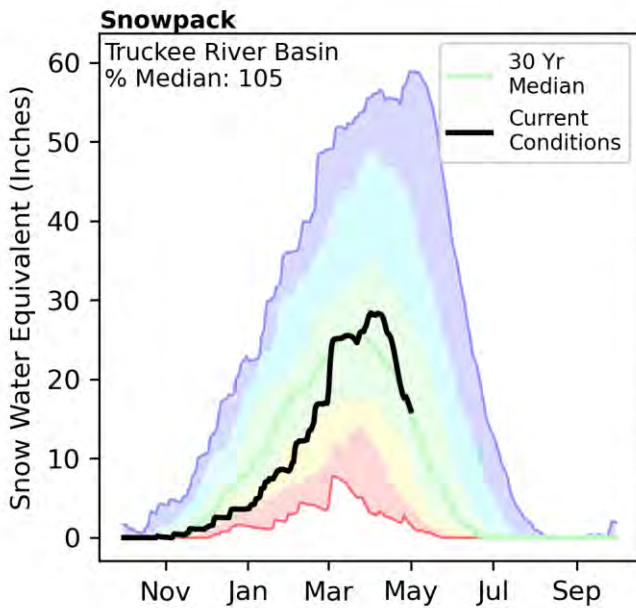 Snowpack
Truckee River Basin
% Median: 105
30 Yr
Median
Current
Conditions
Snow Water Equivalent (Inches)
60
50
40
30
20
10
0
Nov
Jan
Mar
May
Jul
Sep